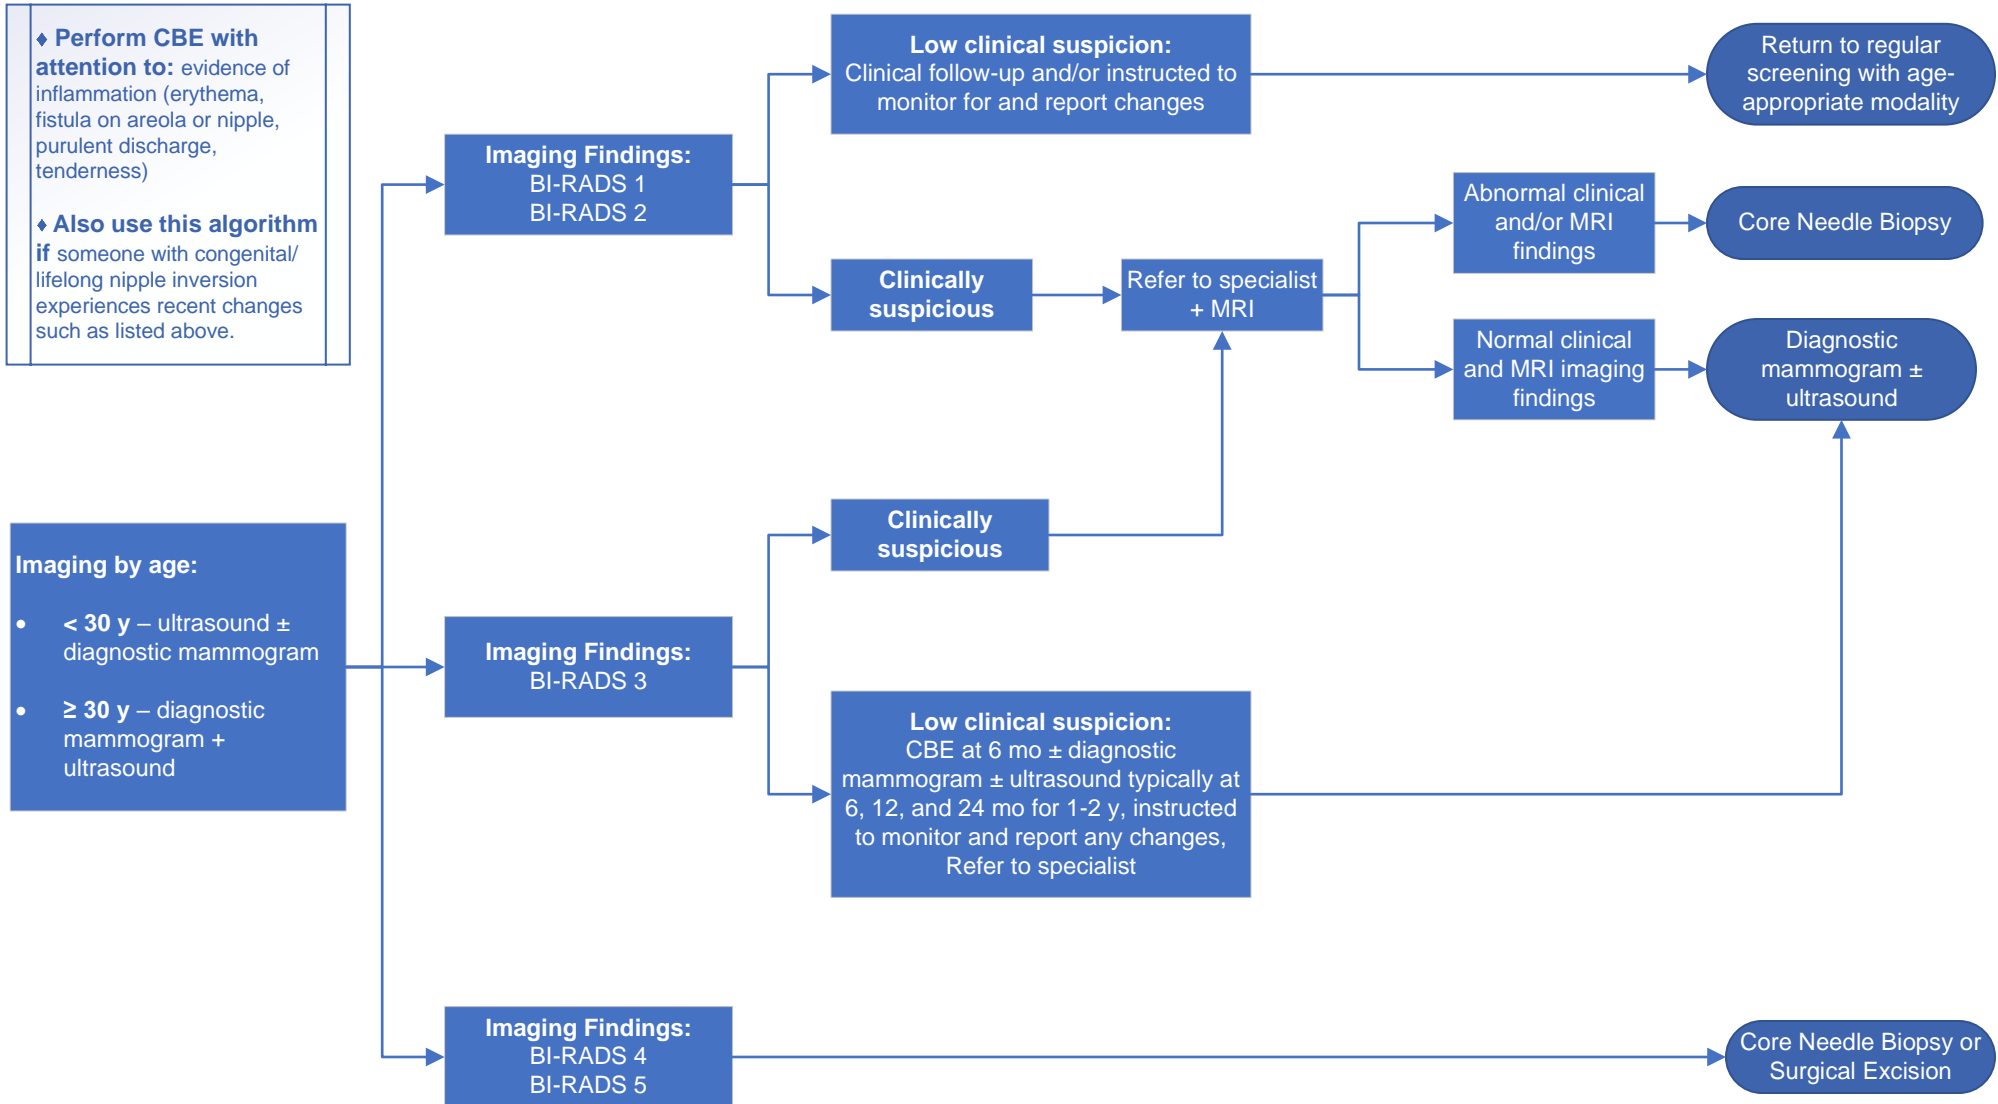 ♦ Perform CBE with
attention to: evidence of
inflammation (erythema,
fistula on areola or nipple,
purulent discharge,
tenderness)
♦ Also use this algorithm
if someone with congenital/
lifelong nipple inversion
experiences recent changes
such as listed above.
Imaging by age:
• < 30 y – ultrasound ±
diagnostic mammogram
• ≥ 30 y – diagnostic
mammogram +
ultrasound
Imaging Findings:
BI-RADS 1
BI-RADS 2
Low clinical suspicion:
Clinical follow-up and/or instructed to
monitor for and report changes
Return to regular
screening with age-
appropriate modality
Clinically
suspicious
Refer to specialist
+ MRI
Abnormal clinical
and/or MRI
findings
Core Needle Biopsy
Normal clinical
and MRI imaging
findings
Diagnostic
mammogram ±
ultrasound
Imaging Findings:
BI-RADS 3
Clinically
suspicious
Low clinical suspicion:
CBE at 6 mo ± diagnostic
mammogram ± ultrasound typically at
6, 12, and 24 mo for 1-2 y, instructed
to monitor and report any changes,
Refer to specialist
Imaging Findings:
BI-RADS 4
BI-RADS 5
Core Needle Biopsy or
Surgical Excision